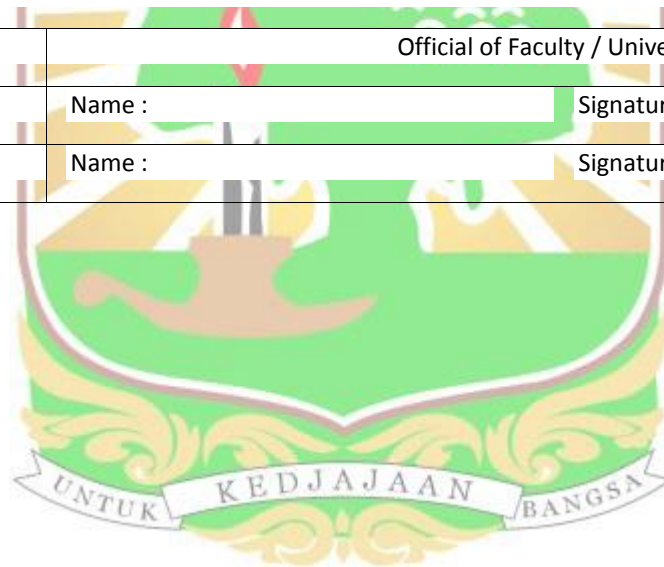 Official of Faculty / Unive
Name : Signatur
Name : Signatur
UNTUK KEDJAJAAN BANGSA